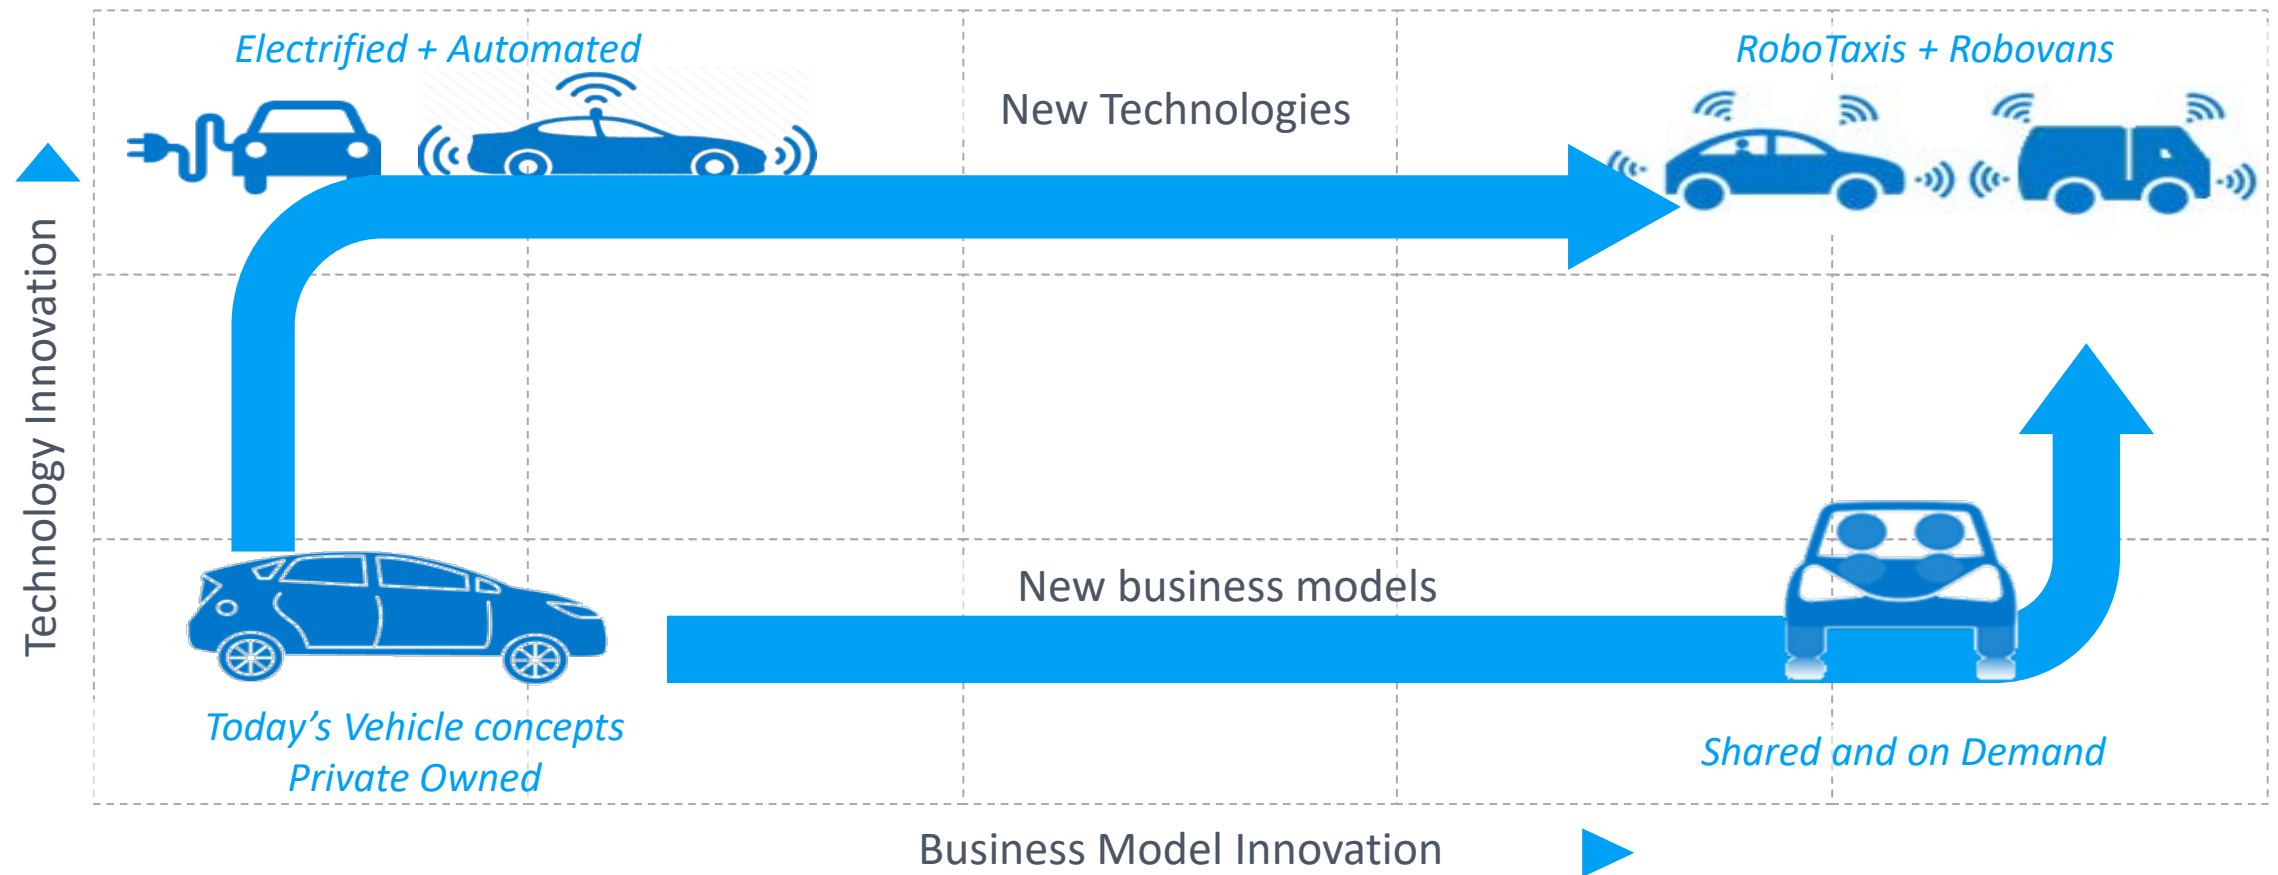 Electrified + Automated
RoboTaxis + Robovans
New Technologies
Technology Innovation
New business models
Today’s Vehicle concepts
Private Owned
Shared and on Demand
Business Model Innovation